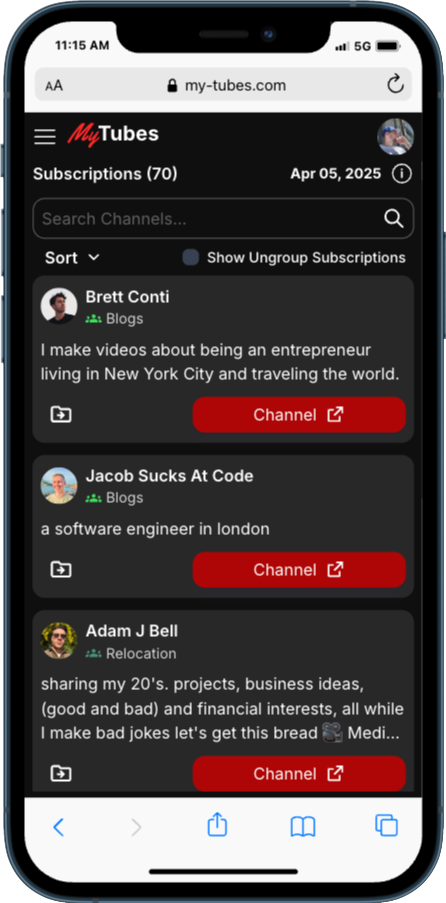 11:15 AM
5G
AA
my-tubes.com
MyTubes
Subscriptions (70)
Apr 05, 2025
Search Channels...
Sort
Show Ungroup Subscriptions
Brett Conti
Blogs
I make videos about being an entrepreneur
living in New York City and traveling the world.
Channel
Jacob Sucks At Code
Blogs
a software engineer in london
Channel
Adam J Bell
Relocation
sharing my 20's. projects, business ideas,
(good and bad) and financial interests, all while
I make bad jokes let's get this bread 🎥 Medi...
Channel